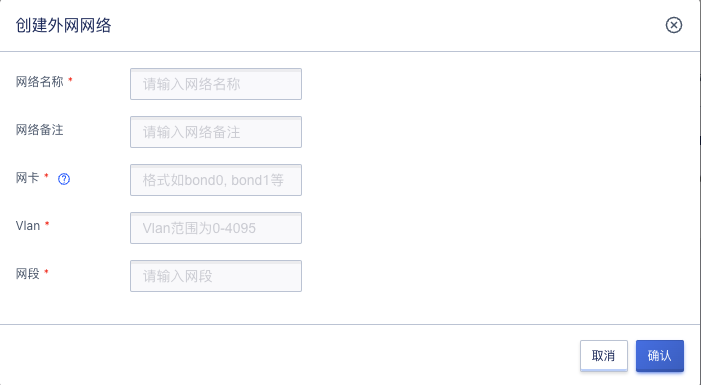 创建外网网络
网络名称 *
请输入网络名称
网络备注
请输入网络备注
网卡 * ?
格式如bond0, bond1等
Vlan *
Vlan范围为0-4095
网段 *
请输入网段
取消
确认